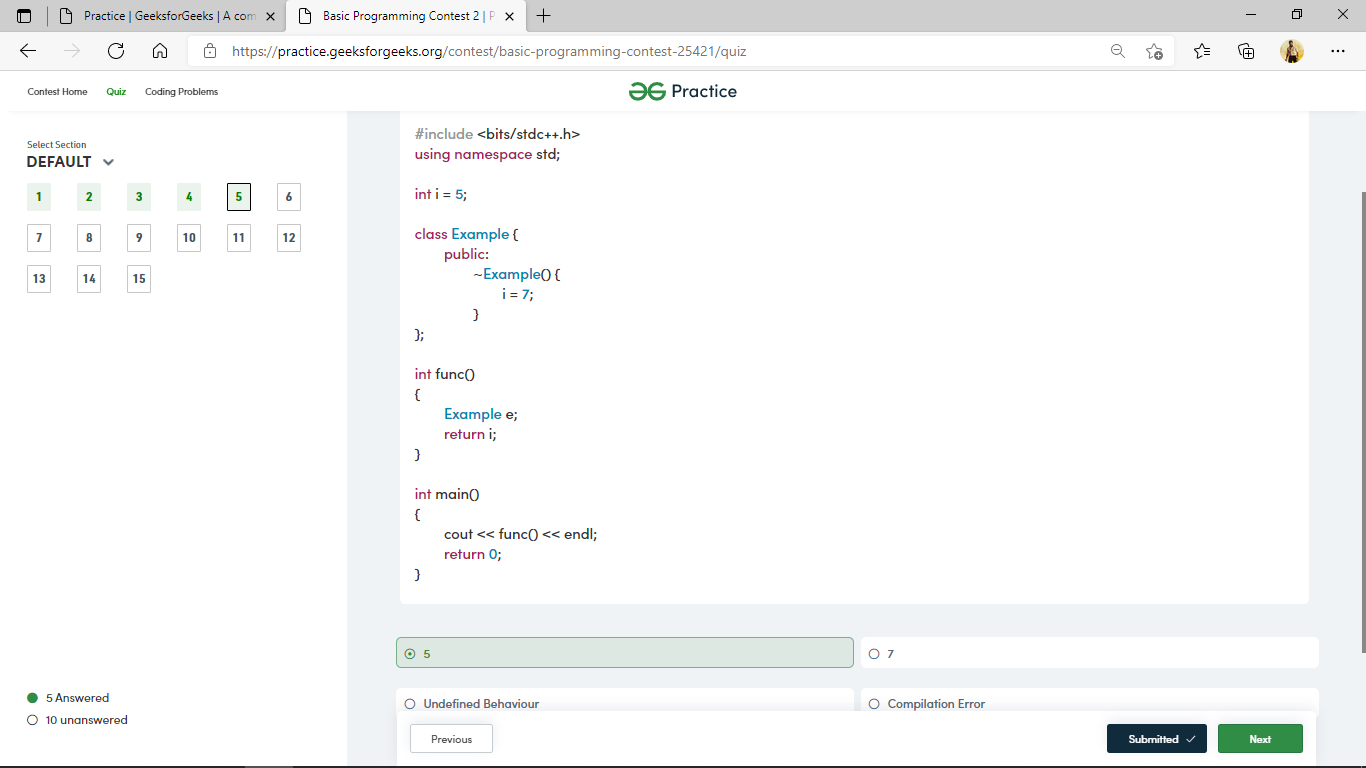 Practice | GeeksforGeeks | A com
Basic Programming Contest 2 | P
https://practice.geeksforgeeks.org/contest/basic-programming-contest-25421/quiz
Contest Home Quiz Coding Problems
Practice
Select Section
DEFAULT
1 2 3 4 5 6
7 8 9 10 11 12
13 14 15
5 Answered
10 unanswered
#include <bits/stdc++.h>
using namespace std;
int i = 5;
class Example {
public:
~Example() {
i = 7;
}
};
int func()
{
Example e;
return i;
}
int main()
{
cout << func() << endl;
return 0;
}
5
7
Undefined Behaviour
Compilation Error
Previous
Submitted
Next